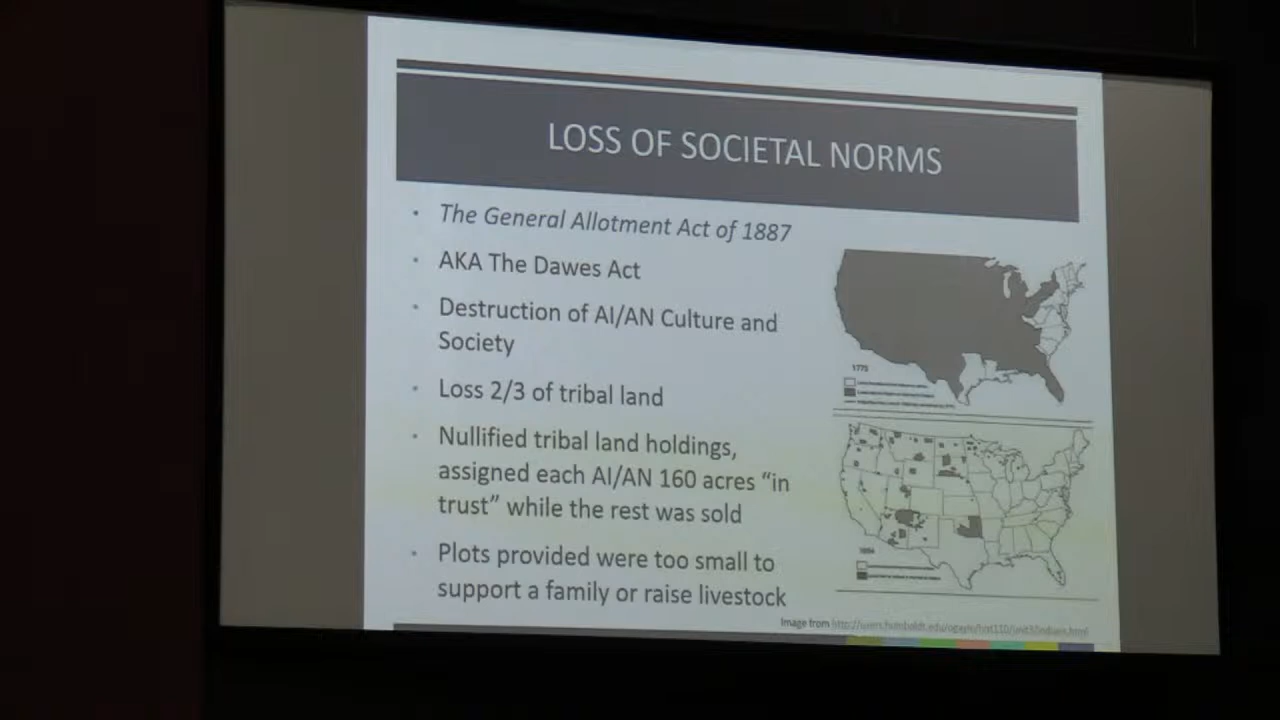 LOSS OF SOCIETAL NORMS
• The General Allotment Act of 1887
• AKA The Dawes Act
• Destruction of AI/AN Culture and
Society
• Loss 2/3 of tribal land
• Nullified tribal land holdings,
assigned each AI/AN 160 acres “in
trust” while the rest was sold
• Plots provided were too small to
support a family or raise livestock
1775
Image from